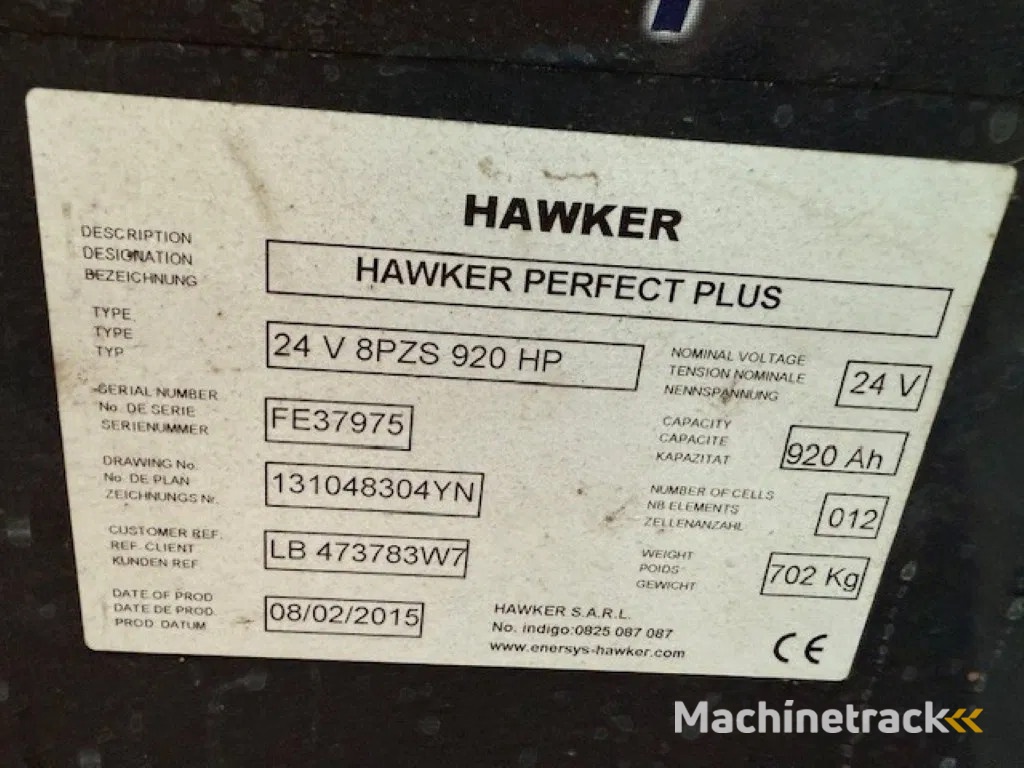 HAWKER
DESCRIPTION
DESIGNATION
BEZEICHNUNG
HAWKER PERFECT PLUS
TYPE
TYPE
TYP
24 V 8PZS 920 HP
NOMINAL VOLTAGE
TENSION NOMINALE
NENNSPANNUNG
24 V
SERIAL NUMBER
No. DE SERIE
SERIENUMMER
FE37975
CAPACITY
CAPACITE
KAPAZITAT
920 Ah
DRAWING No.
No. DE PLAN
ZEICHNUNGS Nr.
131048304YN
NUMBER OF CELLS
NB ELEMENTS
ZELLENANZAHL
012
CUSTOMER REF.
REF. CLIENT
KUNDEN REF
LB 473783W7
WEIGHT
POIDS
GEWICHT
702 Kg
DATE OF PROD
DATE DE PROD.
PROD. DATUM
08/02/2015
HAWKER S.A.R.L.
No. indigo:0825 087 087
www.enersys-hawker.com
CE
Machinetrack